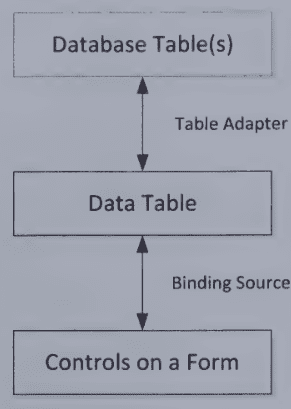 Database Table(s)
Table Adapter
Data Table
Binding Source
Controls on a Form